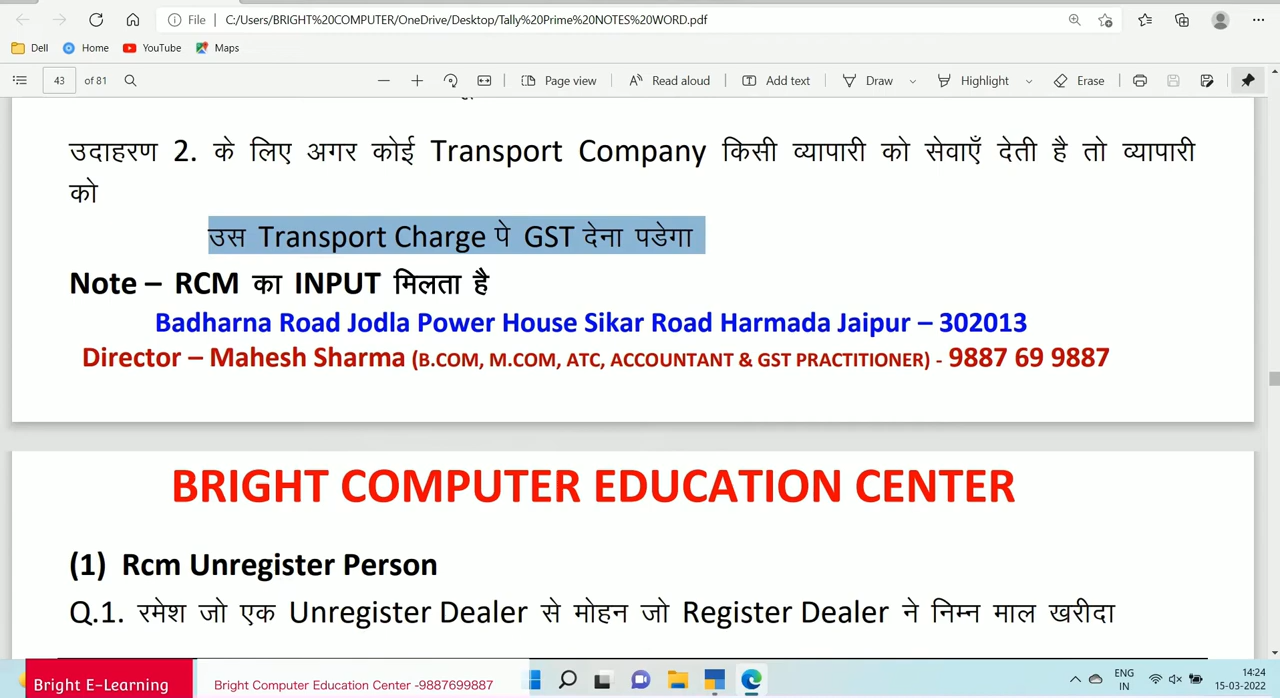 File C:/Users/BRIGHT%20COMPUTER/OneDrive/Desktop/Tally%20Prime%20NOTES%20WORD.pdf
Dell Home YouTube Maps
43 of 81 Page view Read aloud Add text Draw Highlight Erase
उदाहरण 2. के लिए अगर कोई Transport Company किसी व्यापारी को सेवाएँ देती है तो व्यापारी
को
उस Transport Charge पे GST देना पडेगा
Note – RCM का INPUT मिलता है
Badharna Road Jodla Power House Sikar Road Harmada Jaipur – 302013
Director – Mahesh Sharma (B.COM, M.COM, ATC, ACCOUNTANT & GST PRACTITIONER) - 9887 69 9887
BRIGHT COMPUTER EDUCATION CENTER
(1) Rcm Unregister Person
Q.1. रमेश जो एक Unregister Dealer से मोहन जो Register Dealer ने निम्न माल खरीदा
Bright E-Learning Bright Computer Education Center -9887699887
ENG
IN
14:24
15-03-2022